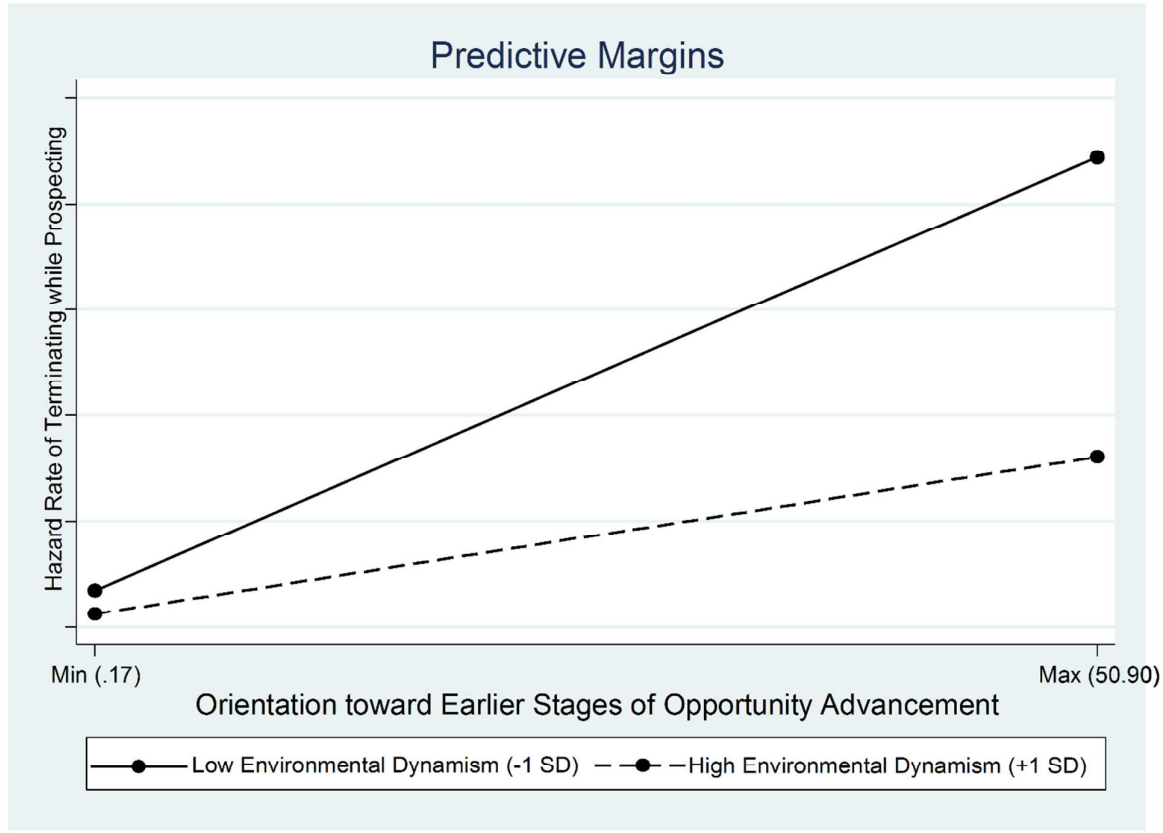 Predictive Margins
Hazard Rate of Terminating while Prospecting
Min (.17)
Max (50.90)
Orientation toward Earlier Stages of Opportunity Advancement
Low Environmental Dynamism (-1 SD)
High Environmental Dynamism (+1 SD)